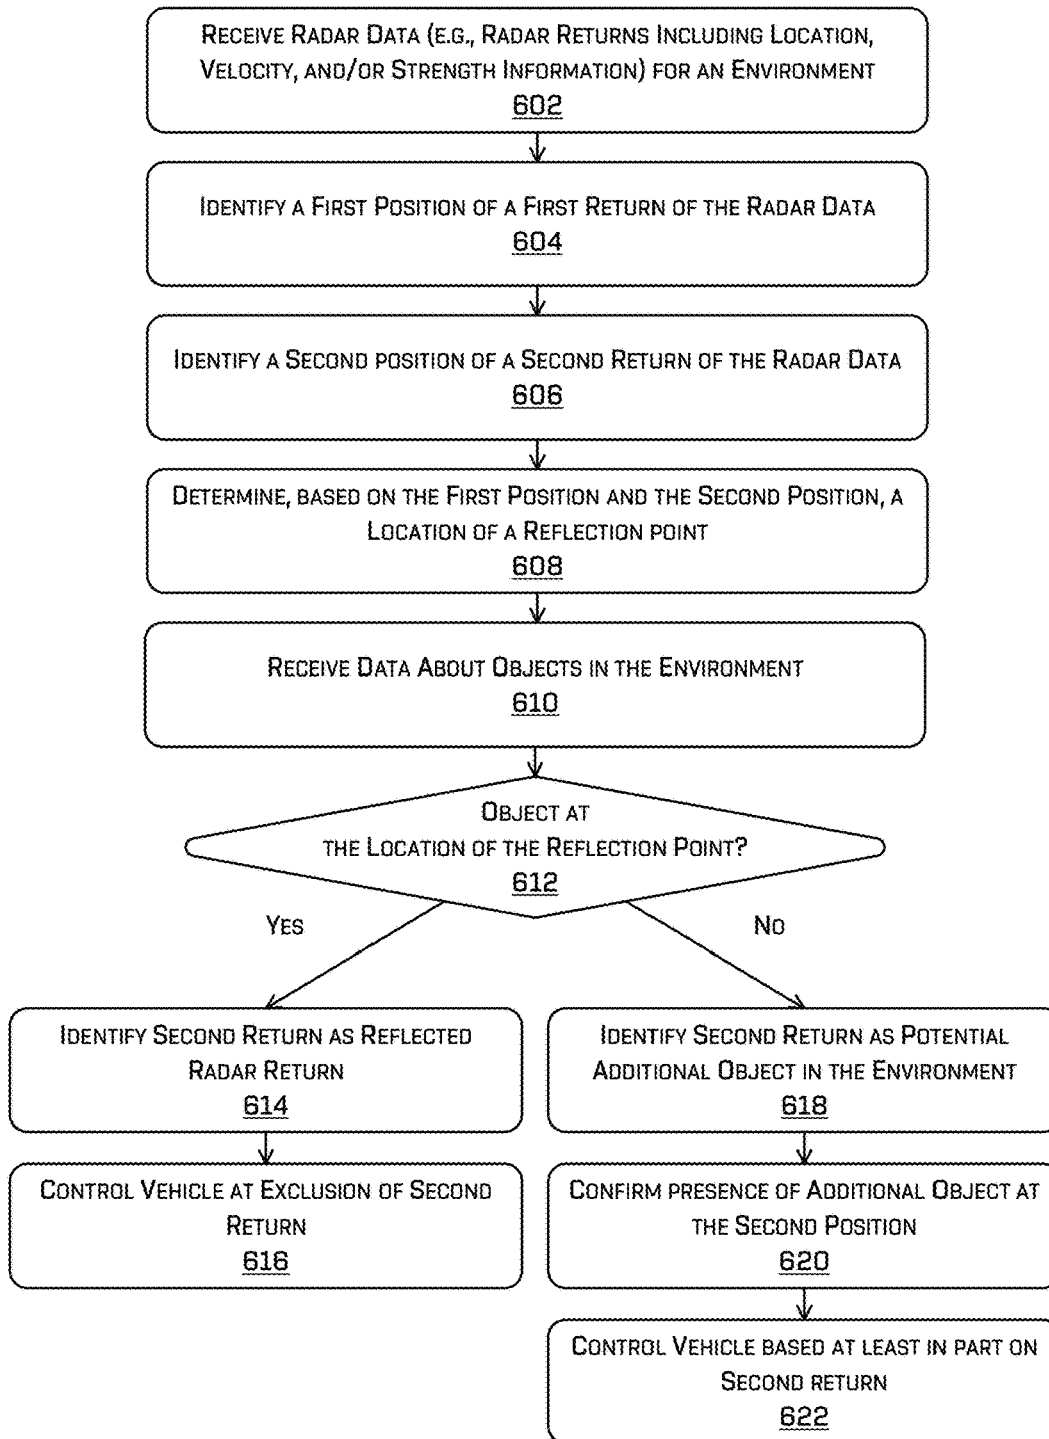 Receive Radar Data (e.g., Radar Returns Including Location,
Velocity, and/or Strength Information) for an Environment
602
Identify a First Position of a First Return of the Radar Data
604
Identify a Second position of a Second Return of the Radar Data
606
Determine, based on the First Position and the Second Position, a
Location of a Reflection point
608
Receive Data About Objects in the Environment
610
Object at
the Location of the Reflection Point?
612
Yes
No
Identify Second Return as Reflected
Radar Return
614
Control Vehicle at Exclusion of Second
Return
616
Identify Second Return as Potential
Additional Object in the Environment
618
Confirm presence of Additional Object at
the Second Position
620
Control Vehicle based at least in part on
Second return
622